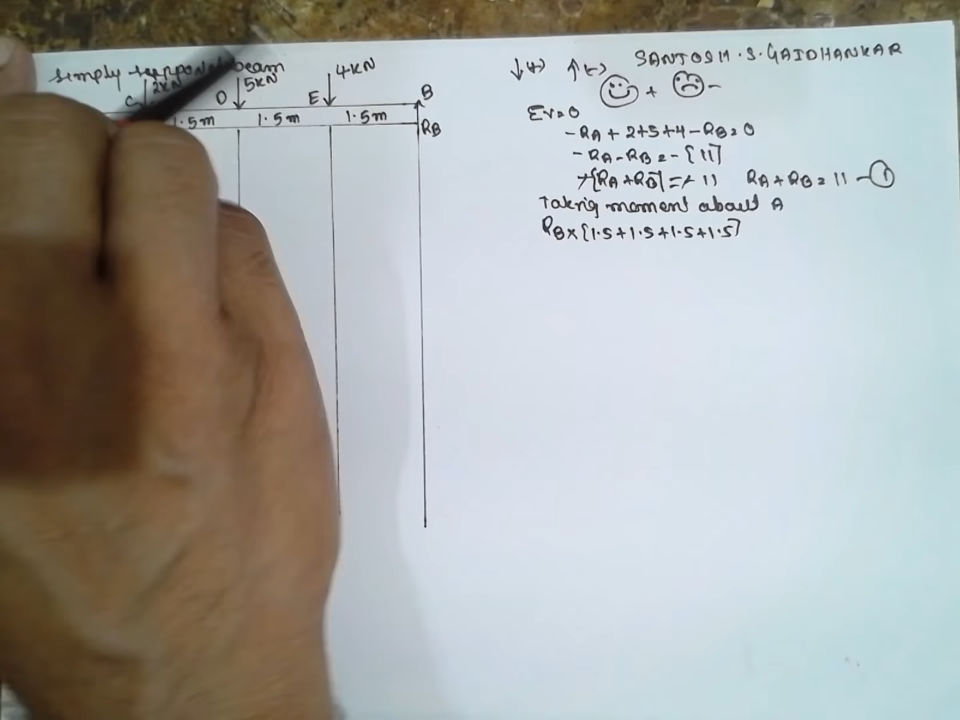 SANTOSH.S.GAIDHANKAR
simply beam
↓(+) ↑(-)
+ -
C 2KN D 5KN E 4KN B
1.5m 1.5m 1.5m RB
Σv=0
-RA+2+5+4-RB=0
-RA-RB=-[11]
-[RA+RB]=-11 RA+RB=11-①
Taking moment about A
RB×[1.5+1.5+1.5+1.5]